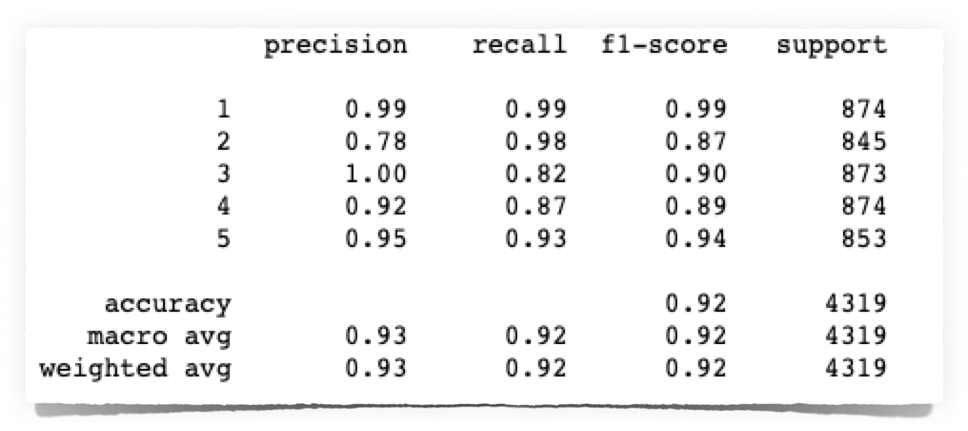 precision recall f1-score support
1 0.99 0.99 0.99 874
2 0.78 0.98 0.87 845
3 1.00 0.82 0.90 873
4 0.92 0.87 0.89 874
5 0.95 0.93 0.94 853
accuracy 0.92 4319
macro avg 0.93 0.92 0.92 4319
weighted avg 0.93 0.92 0.92 4319